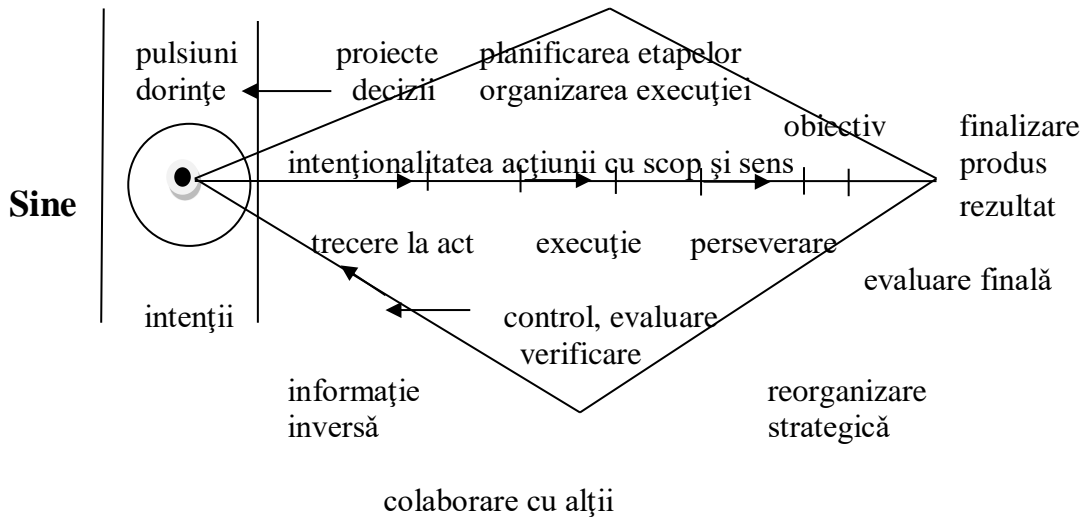 pulsiuni
dorinţe
proiecte
decizii
planificarea etapelor
organizarea execuţiei
obiectiv
finalizare
produs
rezultat
intenţionalitatea acţiunii cu scop şi sens
Sine
trecere la act
execuţie
perseverare
evaluare finală
intenţii
control, evaluare
verificare
informaţie
inversă
reorganizare
strategică
colaborare cu alţii